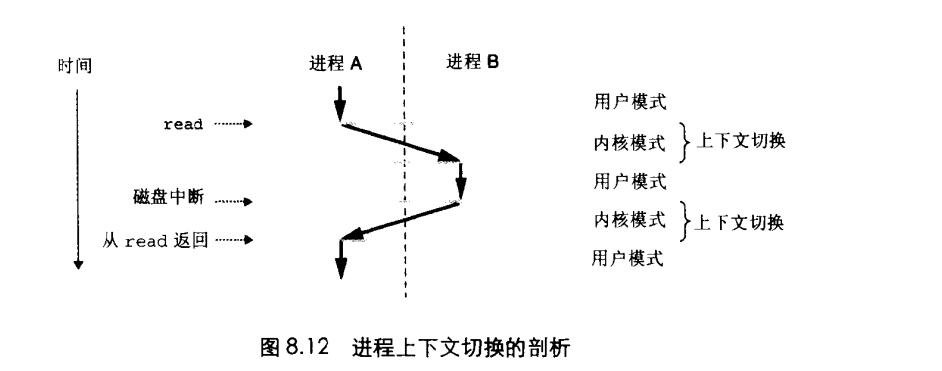 时间
进程 A
进程 B
用户模式
read
内核模式
上下文切换
用户模式
磁盘中断
内核模式
上下文切换
从 read 返回
用户模式
图 8.12 进程上下文切换的剖析